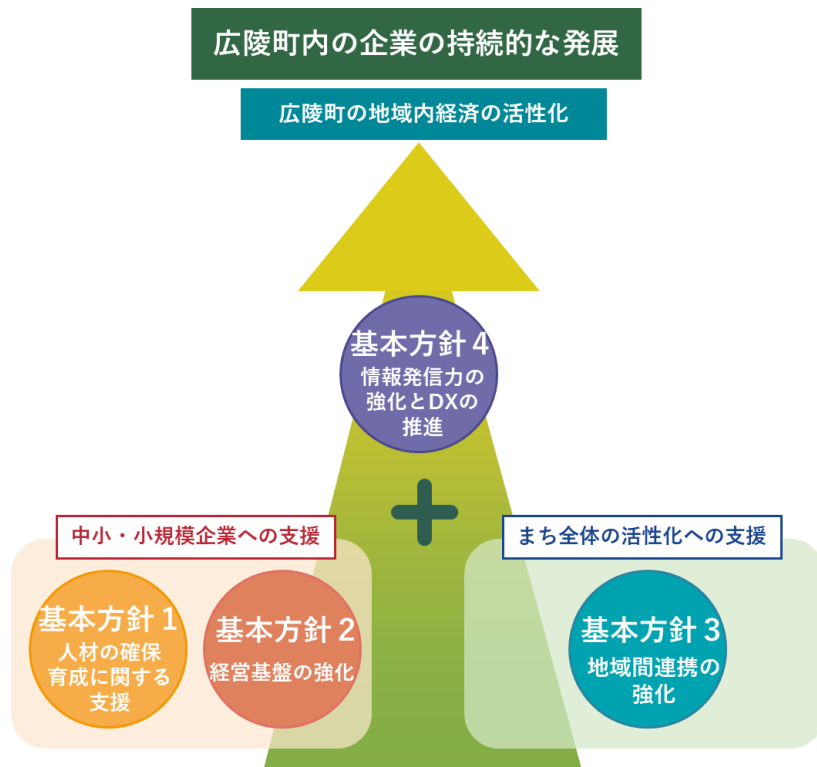 広陵町内の企業の持続的な発展
広陵町の地域内経済の活性化
基本方針４
情報発信力の
強化とDXの
推進
中小・小規模企業への支援
基本方針１
人材の確保
育成に関する
支援
基本方針２
経営基盤の強化
まち全体の活性化への支援
基本方針３
地域間連携の
強化